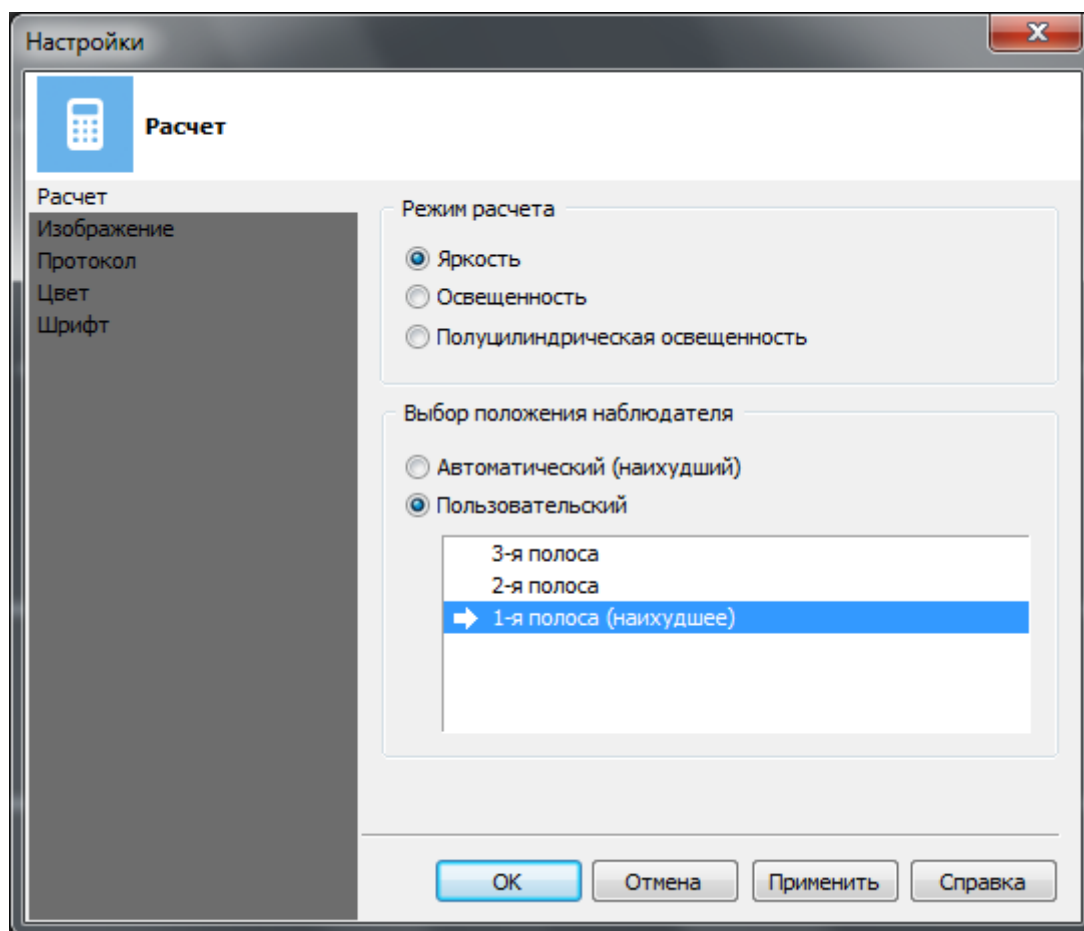 Настройки
Расчет
Расчет
Изображение
Протокол
Цвет
Шрифт
Режим расчета
Яркость
Освещенность
Полуцилиндрическая освещенность
Выбор положения наблюдателя
Автоматический (наихудший)
Пользовательский
3-я полоса
2-я полоса
1-я полоса (наихудшее)
OK
Отмена
Применить
Справка